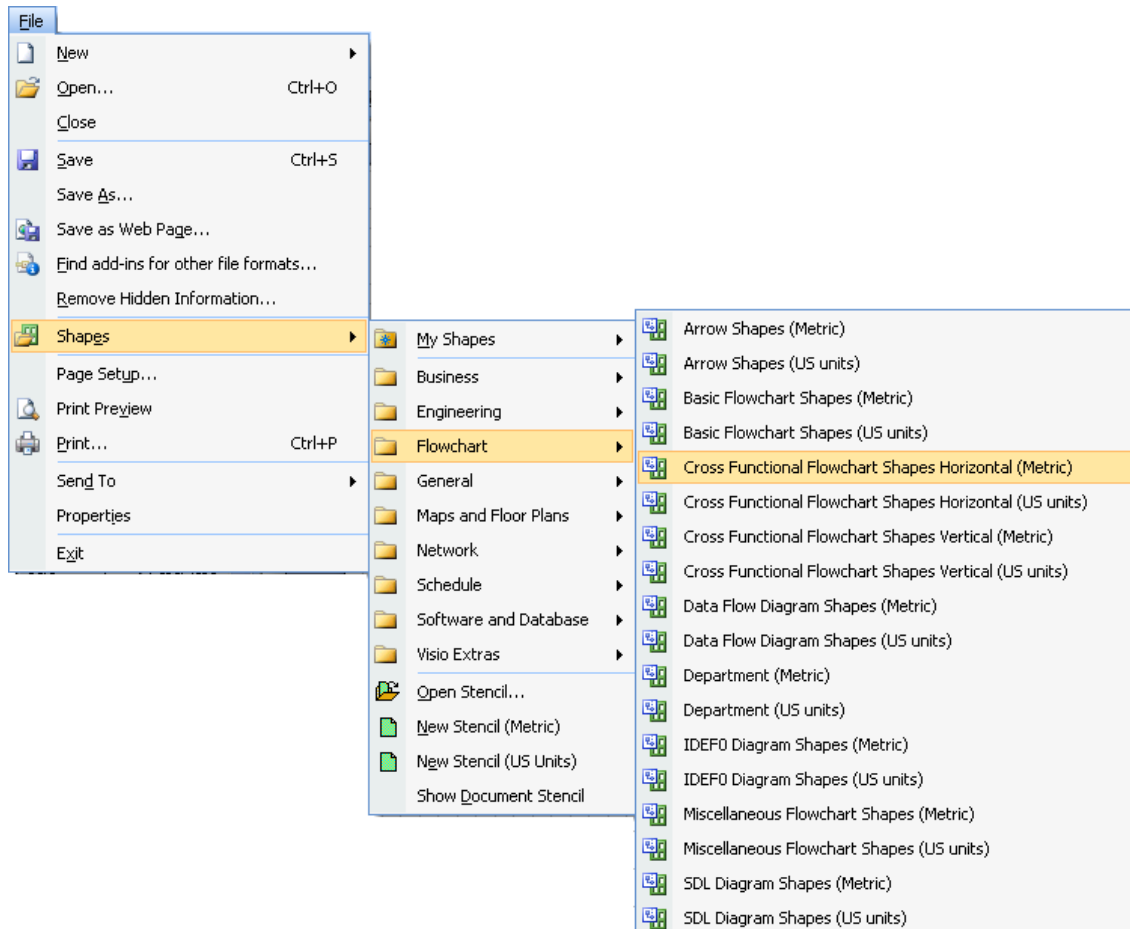 File
New
Open... Ctrl+O
Close
Save Ctrl+S
Save As...
Save as Web Page...
Find add-ins for other file formats...
Remove Hidden Information...
Shapes
Page Setup...
Print Preview
Print... Ctrl+P
Send To
Properties
Exit
My Shapes
Business
Engineering
Flowchart
General
Maps and Floor Plans
Network
Schedule
Software and Database
Visio Extras
Open Stencil...
New Stencil (Metric)
New Stencil (US Units)
Show Document Stencil
Arrow Shapes (Metric)
Arrow Shapes (US units)
Basic Flowchart Shapes (Metric)
Basic Flowchart Shapes (US units)
Cross Functional Flowchart Shapes Horizontal (Metric)
Cross Functional Flowchart Shapes Horizontal (US units)
Cross Functional Flowchart Shapes Vertical (Metric)
Cross Functional Flowchart Shapes Vertical (US units)
Data Flow Diagram Shapes (Metric)
Data Flow Diagram Shapes (US units)
Department (Metric)
Department (US units)
IDEF0 Diagram Shapes (Metric)
IDEF0 Diagram Shapes (US units)
Miscellaneous Flowchart Shapes (Metric)
Miscellaneous Flowchart Shapes (US units)
SDL Diagram Shapes (Metric)
SDL Diagram Shapes (US units)